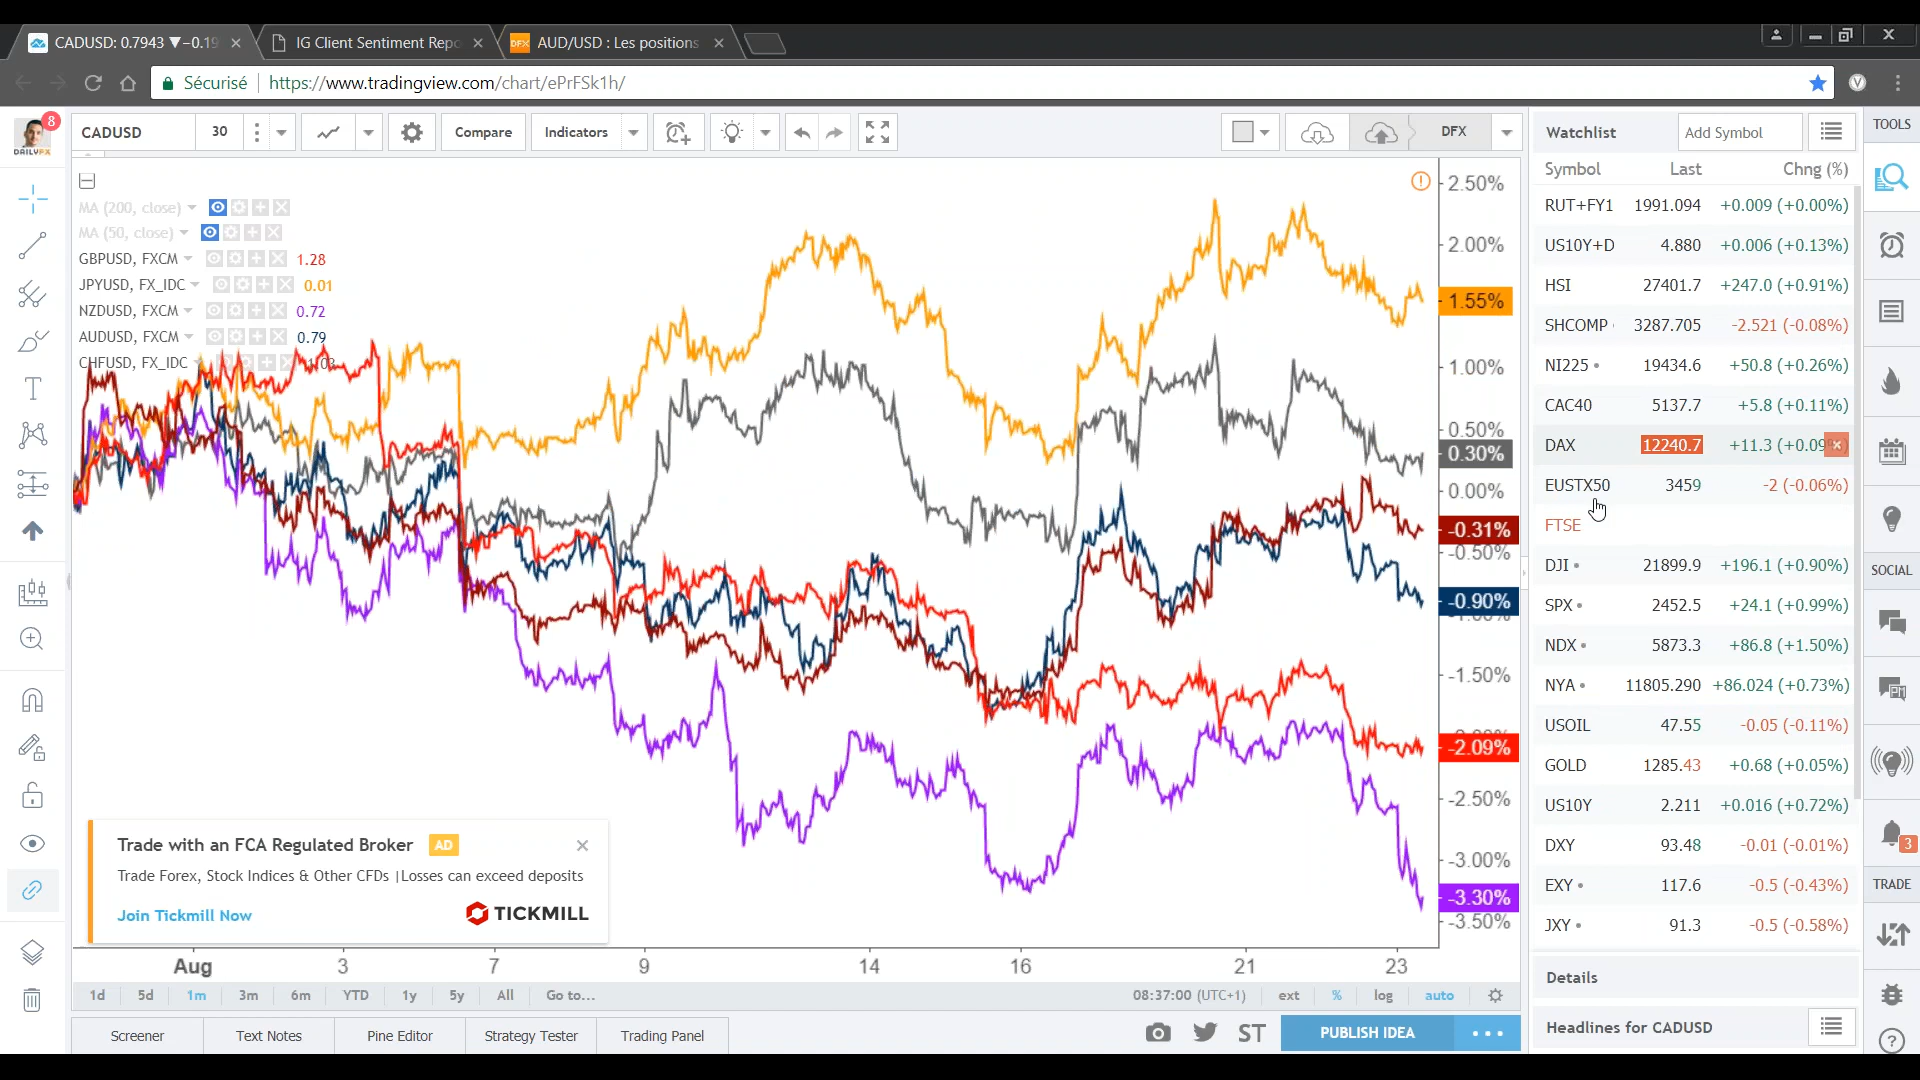 CADUSD: 0.7943 ▼−0.19
IG Client Sentiment Repo
DFX AUD/USD : Les positions
Sécurisé https://www.tradingview.com/chart/ePrFSk1h/
8
DAILYFX
CADUSD 30 Compare Indicators DFX
MA (200, close)
MA (50, close)
GBPUSD, FXCM 1.28
JPYUSD, FX_IDC 0.01
NZDUSD, FXCM 0.72
AUDUSD, FXCM 0.79
CHFUSD, FX_IDC 1.03
2.50%
2.00%
1.55%
1.00%
0.50%
0.30%
0.00%
-0.31%
-0.50%
-0.90%
-1.00%
-1.50%
-2.09%
-2.50%
-3.00%
-3.30%
-3.50%
Trade with an FCA Regulated Broker AD
Trade Forex, Stock Indices & Other CFDs | Losses can exceed deposits
Join Tickmill Now TICKMILL
Aug 3 7 9 14 16 21 23
1d 5d 1m 3m 6m YTD 1y 5y All Go to... 08:37:00 (UTC+1) ext % log auto
Screener Text Notes Pine Editor Strategy Tester Trading Panel ST PUBLISH IDEA
Watchlist Add Symbol
Symbol Last Chng (%)
RUT+FY1 1991.094 +0.009 (+0.00%)
US10Y+D 4.880 +0.006 (+0.13%)
HSI 27401.7 +247.0 (+0.91%)
SHCOMP 3287.705 -2.521 (-0.08%)
NI225 19434.6 +50.8 (+0.26%)
CAC40 5137.7 +5.8 (+0.11%)
DAX 12240.7 +11.3 (+0.09
EUSTX50 3459 -2 (-0.06%)
FTSE
DJI 21899.9 +196.1 (+0.90%)
SPX 2452.5 +24.1 (+0.99%)
NDX 5873.3 +86.8 (+1.50%)
NYA 11805.290 +86.024 (+0.73%)
USOIL 47.55 -0.05 (-0.11%)
GOLD 1285.43 +0.68 (+0.05%)
US10Y 2.211 +0.016 (+0.72%)
DXY 93.48 -0.01 (-0.01%)
EXY 117.6 -0.5 (-0.43%)
JXY 91.3 -0.5 (-0.58%)
Details
Headlines for CADUSD
TOOLS
SOCIAL
3
TRADE